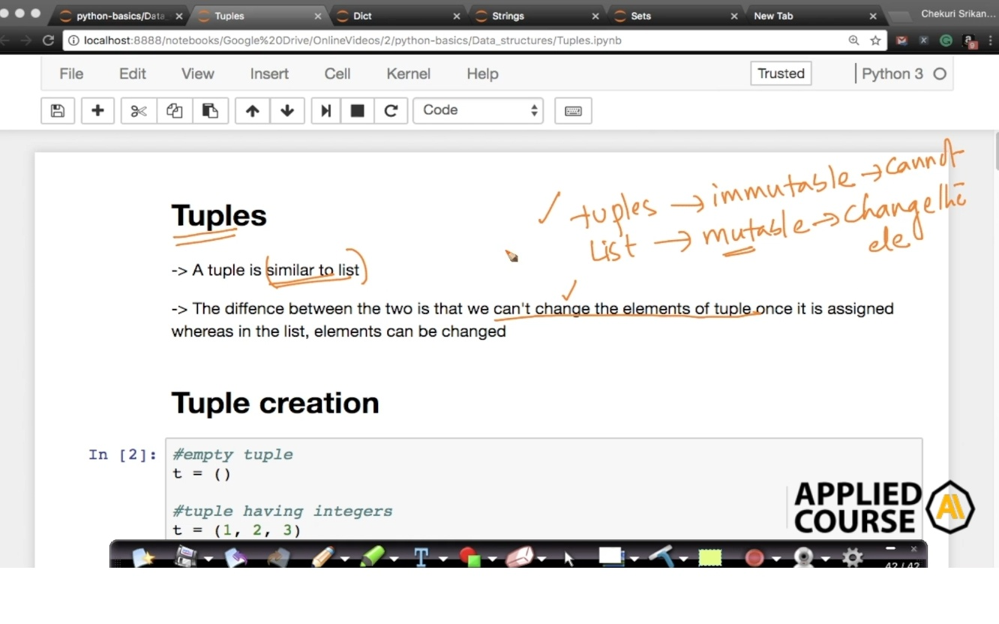 python-basics/Data_
Tuples
Dict
Strings
Sets
New Tab
Chekuri Srikan...
localhost:8888/notebooks/Google%20Drive/OnlineVideos/2/python-basics/Data_structures/Tuples.ipynb
File Edit View Insert Cell Kernel Help
Trusted
Python 3
Code
tuples → immutable → cannot
List → mutable → change the
ele
Tuples
-> A tuple is similar to list
-> The diffence between the two is that we can't change the elements of tuple once it is assigned
whereas in the list, elements can be changed
Tuple creation
In [2]:
#empty tuple
t = ()
#tuple having integers
t = (1, 2, 3)
APPLIED
COURSE
T
42 / 42